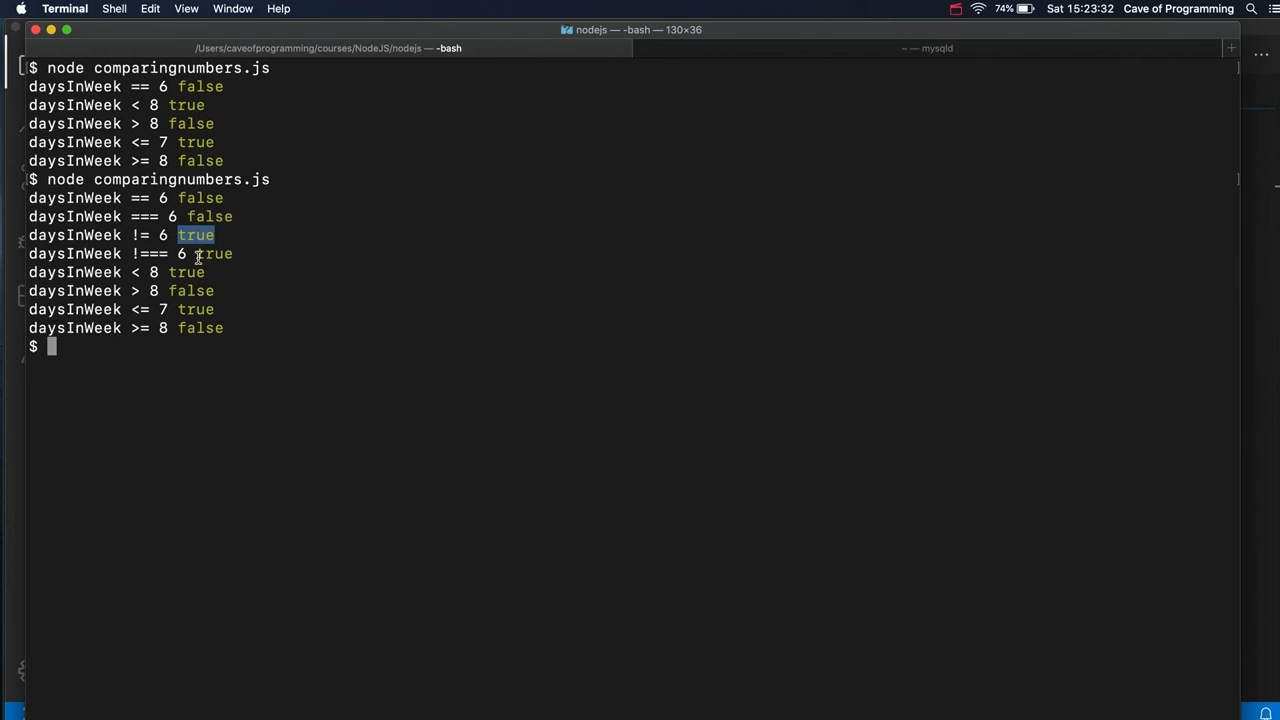 Terminal Shell Edit View Window Help 74% Sat 15:23:32 Cave of Programming
nodejs — -bash — 130×36
/Users/caveofprogramming/courses/NodeJS/nodejs — -bash ~ — mysqld +
$ node comparingnumbers.js
daysInWeek == 6 false
daysInWeek < 8 true
daysInWeek > 8 false
daysInWeek <= 7 true
daysInWeek >= 8 false
$ node comparingnumbers.js
daysInWeek == 6 false
daysInWeek === 6 false
daysInWeek != 6 true
daysInWeek !=== 6 true
daysInWeek < 8 true
daysInWeek > 8 false
daysInWeek <= 7 true
daysInWeek >= 8 false
$